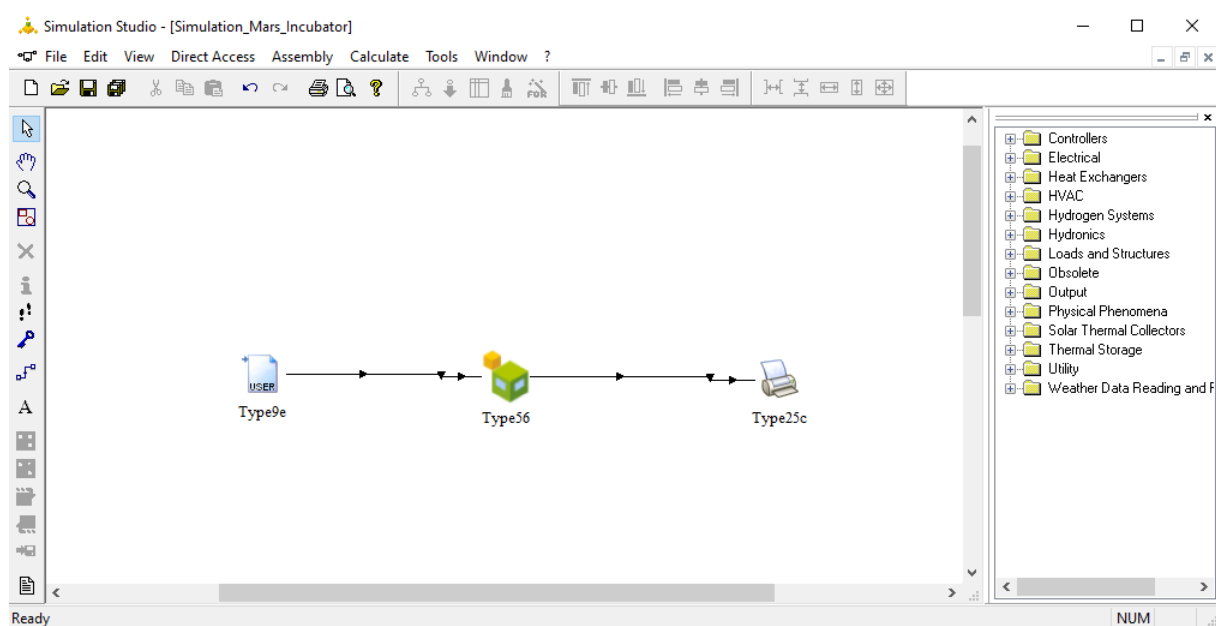 Simulation Studio - [Simulation_Mars_Incubator]
File Edit View Direct Access Assembly Calculate Tools Window ?
FOR
A
USER
Type9e
Type56
Type25c
Controllers
Electrical
Heat Exchangers
HVAC
Hydrogen Systems
Hydronics
Loads and Structures
Obsolete
Output
Physical Phenomena
Solar Thermal Collectors
Thermal Storage
Utility
Weather Data Reading and P
Ready
NUM